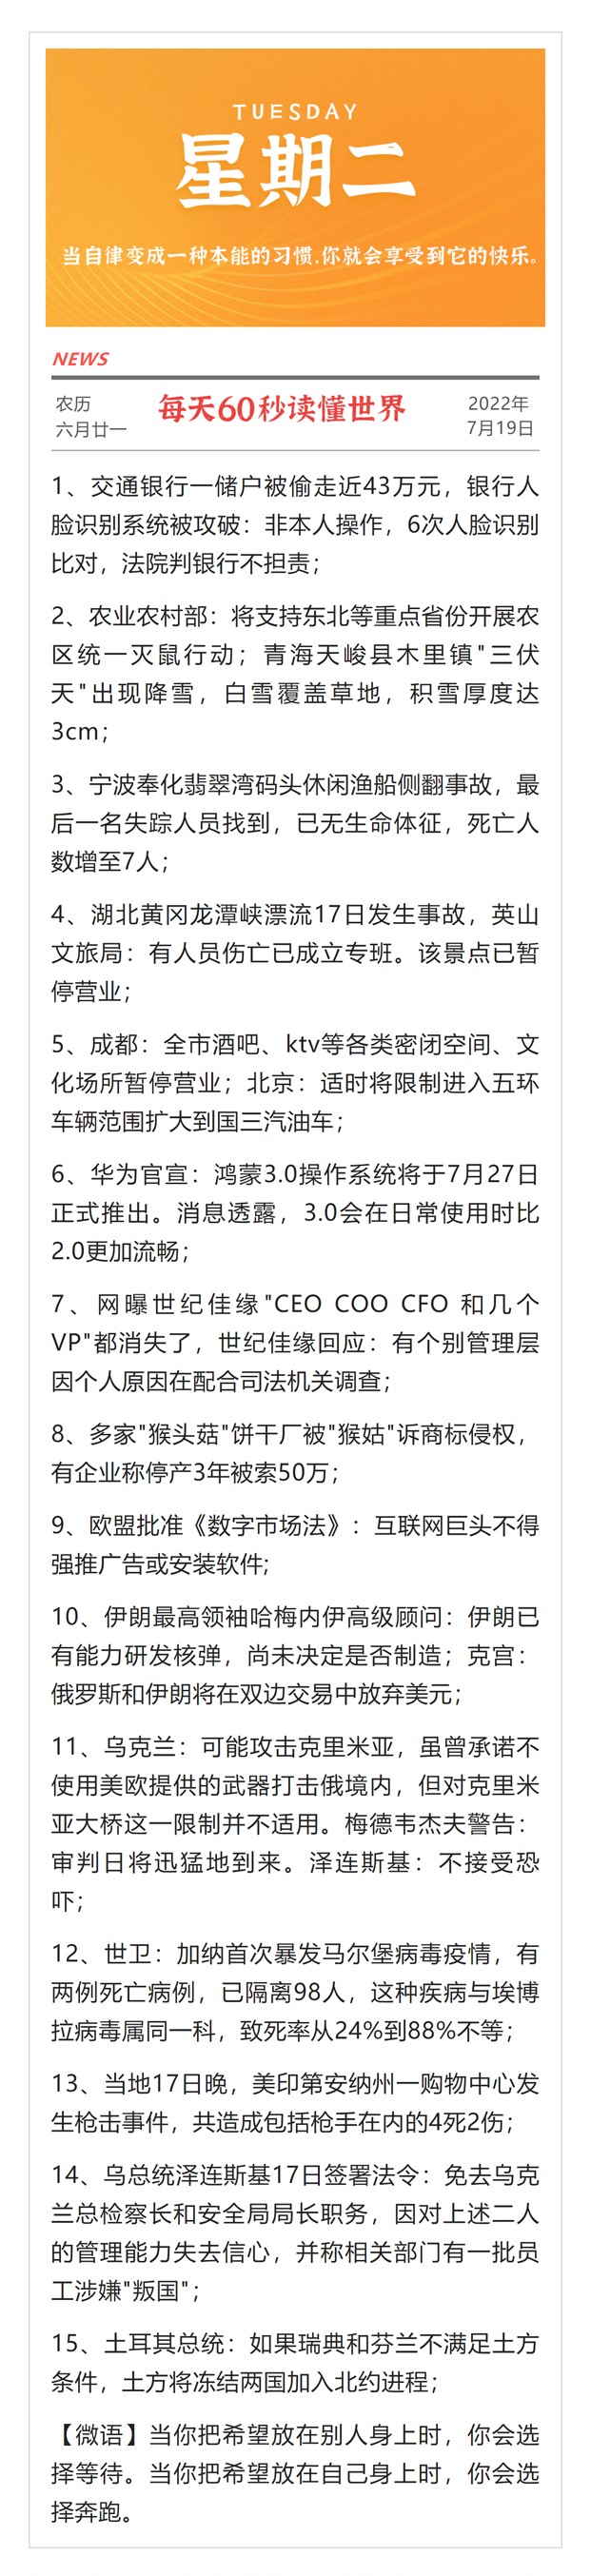 TUESDAY
星期二
当自律变成一种本能的习惯,你就会享受到它的快乐。
NEWS
农历
六月廿一
每天60秒读懂世界
2022年
7月19日
1、交通银行一储户被偷走近43万元，银行人
脸识别系统被攻破：非本人操作，6次人脸识别
比对，法院判银行不担责；
2、农业农村部：将支持东北等重点省份开展农
区统一灭鼠行动；青海天峻县木里镇"三伏
天"出现降雪，白雪覆盖草地，积雪厚度达
3cm；
3、宁波奉化翡翠湾码头休闲渔船侧翻事故，最
后一名失踪人员找到，已无生命体征，死亡人
数增至7人；
4、湖北黄冈龙潭峡漂流17日发生事故，英山
文旅局：有人员伤亡已成立专班。该景点已暂
停营业；
5、成都：全市酒吧、ktv等各类密闭空间、文
化场所暂停营业；北京：适时将限制进入五环
车辆范围扩大到国三汽油车；
6、华为官宣：鸿蒙3.0操作系统将于7月27日
正式推出。消息透露，3.0会在日常使用时比
2.0更加流畅；
7、网曝世纪佳缘"CEO COO CFO 和几个
VP"都消失了，世纪佳缘回应：有个别管理层
因个人原因在配合司法机关调查；
8、多家"猴头菇"饼干厂被"猴姑"诉商标侵权，
有企业称停产3年被索50万；
9、欧盟批准《数字市场法》：互联网巨头不得
强推广告或安装软件;
10、伊朗最高领袖哈梅内伊高级顾问：伊朗已
有能力研发核弹，尚未决定是否制造；克宫：
俄罗斯和伊朗将在双边交易中放弃美元；
11、乌克兰：可能攻击克里米亚，虽曾承诺不
使用美欧提供的武器打击俄境内，但对克里米
亚大桥这一限制并不适用。梅德韦杰夫警告：
审判日将迅猛地到来。泽连斯基：不接受恐
吓；
12、世卫：加纳首次暴发马尔堡病毒疫情，有
两例死亡病例，已隔离98人，这种疾病与埃博
拉病毒属同一科，致死率从24%到88%不等；
13、当地17日晚，美印第安纳州一购物中心发
生枪击事件，共造成包括枪手在内的4死2伤；
14、乌总统泽连斯基17日签署法令：免去乌克
兰总检察长和安全局局长职务，因对上述二人
的管理能力失去信心，并称相关部门有一批员
工涉嫌"叛国"；
15、土耳其总统：如果瑞典和芬兰不满足土方
条件，土方将冻结两国加入北约进程；
【微语】当你把希望放在别人身上时，你会选
择等待。当你把希望放在自己身上时，你会选
择奔跑。